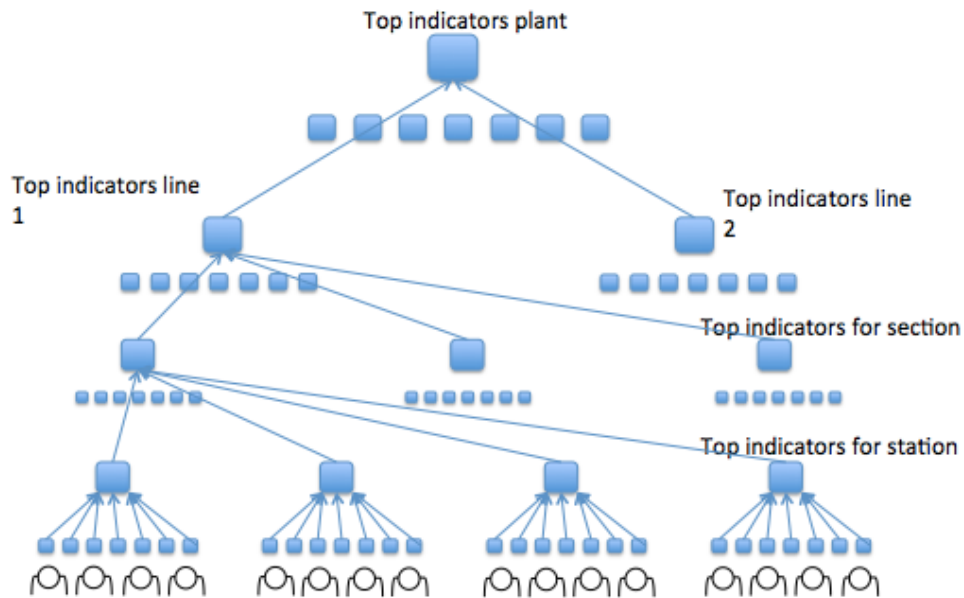 Top indicators plant
Top indicators line
1
Top indicators line
2
Top indicators for section
Top indicators for station